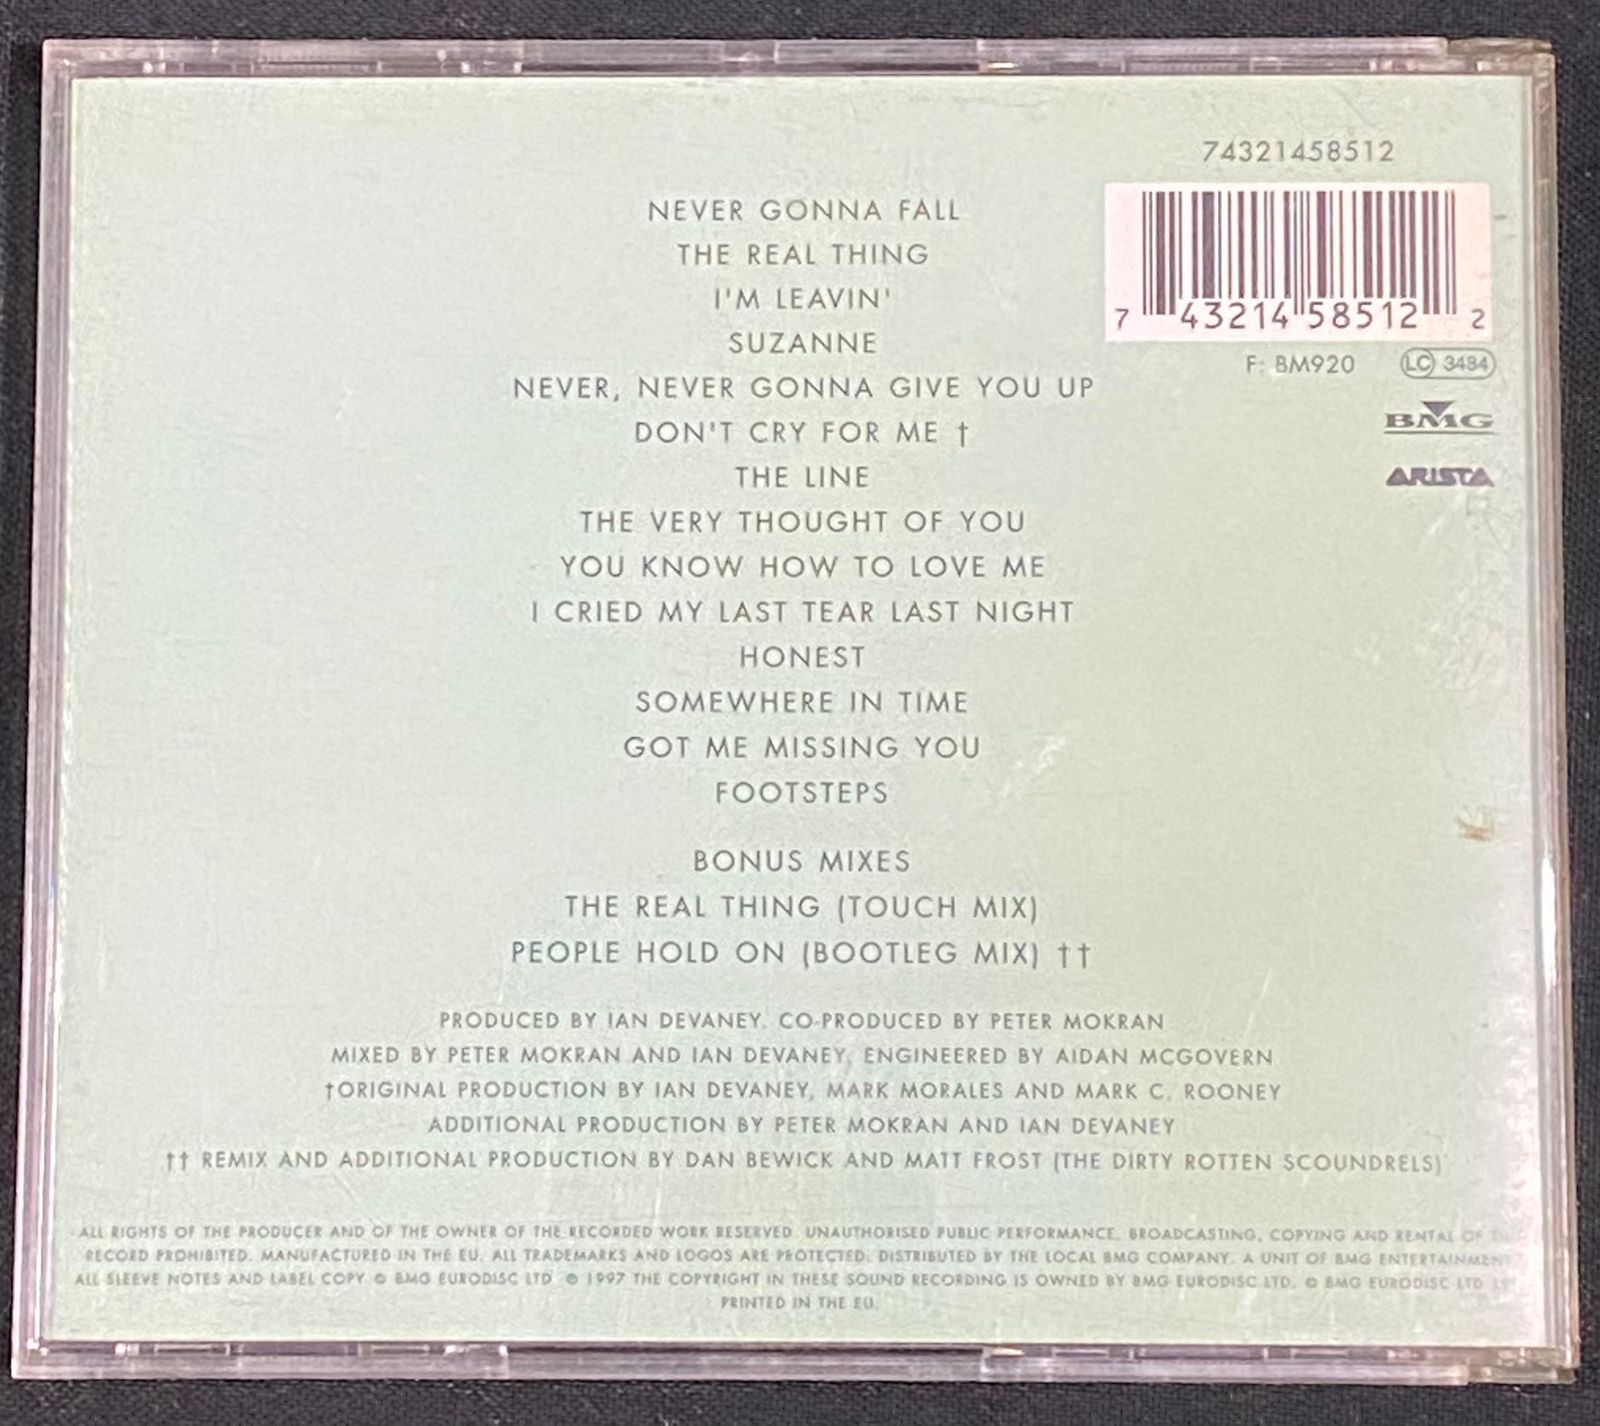 74321458512
7 43214 58512 2
F: BM920 LC 3484
BMG
ARISTA
NEVER GONNA FALL
THE REAL THING
I'M LEAVIN'
SUZANNE
NEVER, NEVER GONNA GIVE YOU UP
DON'T CRY FOR ME †
THE LINE
THE VERY THOUGHT OF YOU
YOU KNOW HOW TO LOVE ME
I CRIED MY LAST TEAR LAST NIGHT
HONEST
SOMEWHERE IN TIME
GOT ME MISSING YOU
FOOTSTEPS
BONUS MIXES
THE REAL THING (TOUCH MIX)
PEOPLE HOLD ON (BOOTLEG MIX) ††
PRODUCED BY IAN DEVANEY. CO-PRODUCED BY PETER MOKRAN
MIXED BY PETER MOKRAN AND IAN DEVANEY. ENGINEERED BY AIDAN MCGOVERN
†ORIGINAL PRODUCTION BY IAN DEVANEY, MARK MORALES AND MARK C. ROONEY
ADDITIONAL PRODUCTION BY PETER MOKRAN AND IAN DEVANEY
†† REMIX AND ADDITIONAL PRODUCTION BY DAN BEWICK AND MATT FROST (THE DIRTY ROTTEN SCOUNDRELS)
ALL RIGHTS OF THE PRODUCER AND OF THE OWNER OF THE RECORDED WORK RESERVED. UNAUTHORISED PUBLIC PERFORMANCE, BROADCASTING, COPYING AND RENTAL OF
RECORD PROHIBITED. MANUFACTURED IN THE EU. ALL TRADEMARKS AND LOGOS ARE PROTECTED. DISTRIBUTED BY THE LOCAL BMG COMPANY. A UNIT OF BMG ENTERTAINMENT
ALL SLEEVE NOTES AND LABEL COPY © BMG EURODISC LTD ℗ 1997 THE COPYRIGHT IN THESE SOUND RECORDING IS OWNED BY BMG EURODISC LTD. © BMG EURODISC LTD
PRINTED IN THE EU.